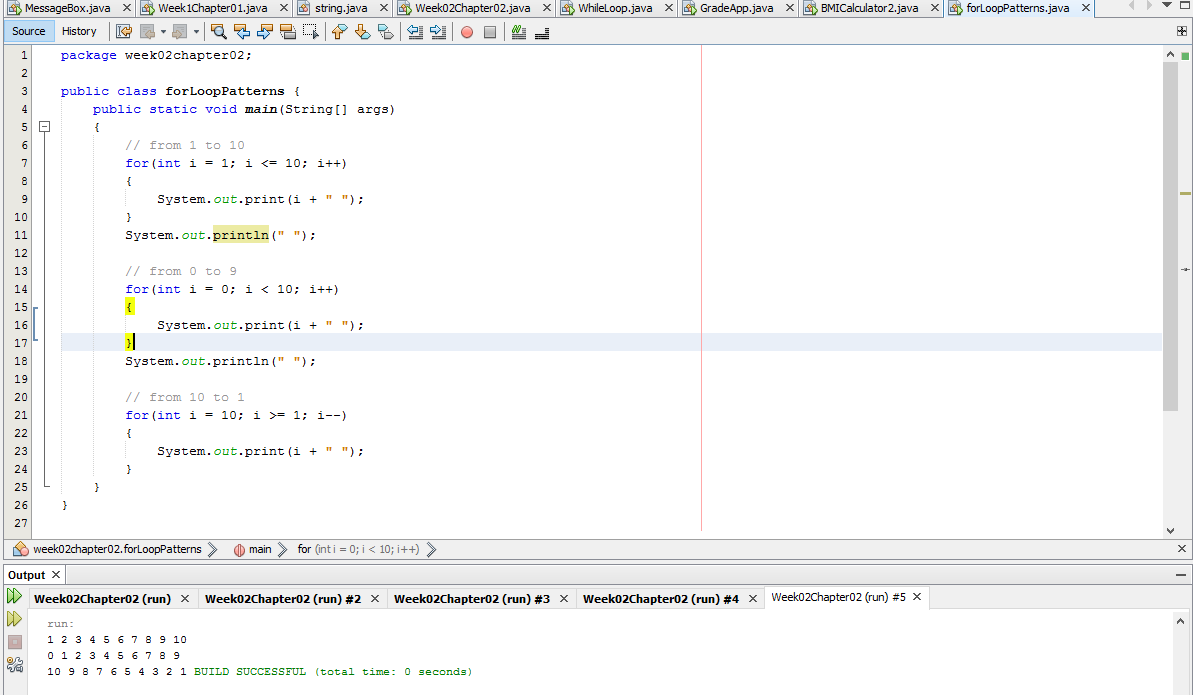 MessageBox.java Week1Chapter01.java string.java Week02Chapter02.java WhileLoop.java GradeApp.java BMICalculator2.java forLoopPatterns.java
Source History
1 package week02chapter02;
2
3 public class forLoopPatterns {
4 public static void main(String[] args)
5 {
6 // from 1 to 10
7 for(int i = 1; i <= 10; i++)
8 {
9 System.out.print(i + " ");
10 }
11 System.out.println(" ");
12
13 // from 0 to 9
14 for(int i = 0; i < 10; i++)
15 {
16 System.out.print(i + " ");
17 }
18 System.out.println(" ");
19
20 // from 10 to 1
21 for(int i = 10; i >= 1; i--)
22 {
23 System.out.print(i + " ");
24 }
25 }
26 }
27
week02chapter02.forLoopPatterns main for (int i = 0; i < 10; i++)
Output
Week02Chapter02 (run) Week02Chapter02 (run) #2 Week02Chapter02 (run) #3 Week02Chapter02 (run) #4 Week02Chapter02 (run) #5
run:
1 2 3 4 5 6 7 8 9 10
0 1 2 3 4 5 6 7 8 9
10 9 8 7 6 5 4 3 2 1 BUILD SUCCESSFUL (total time: 0 seconds)